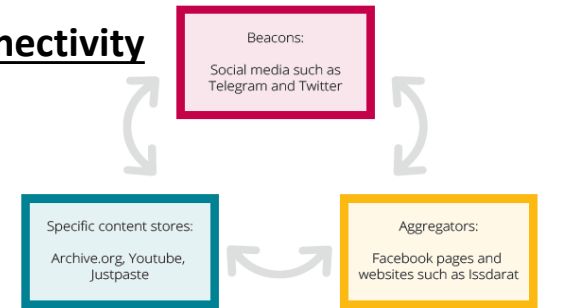 nectivity
Beacons:
Social media such as
Telegram and Twitter
Specific content stores:
Archive.org, Youtube,
Justpaste
Aggregators:
Facebook pages and
websites such as Issdarat